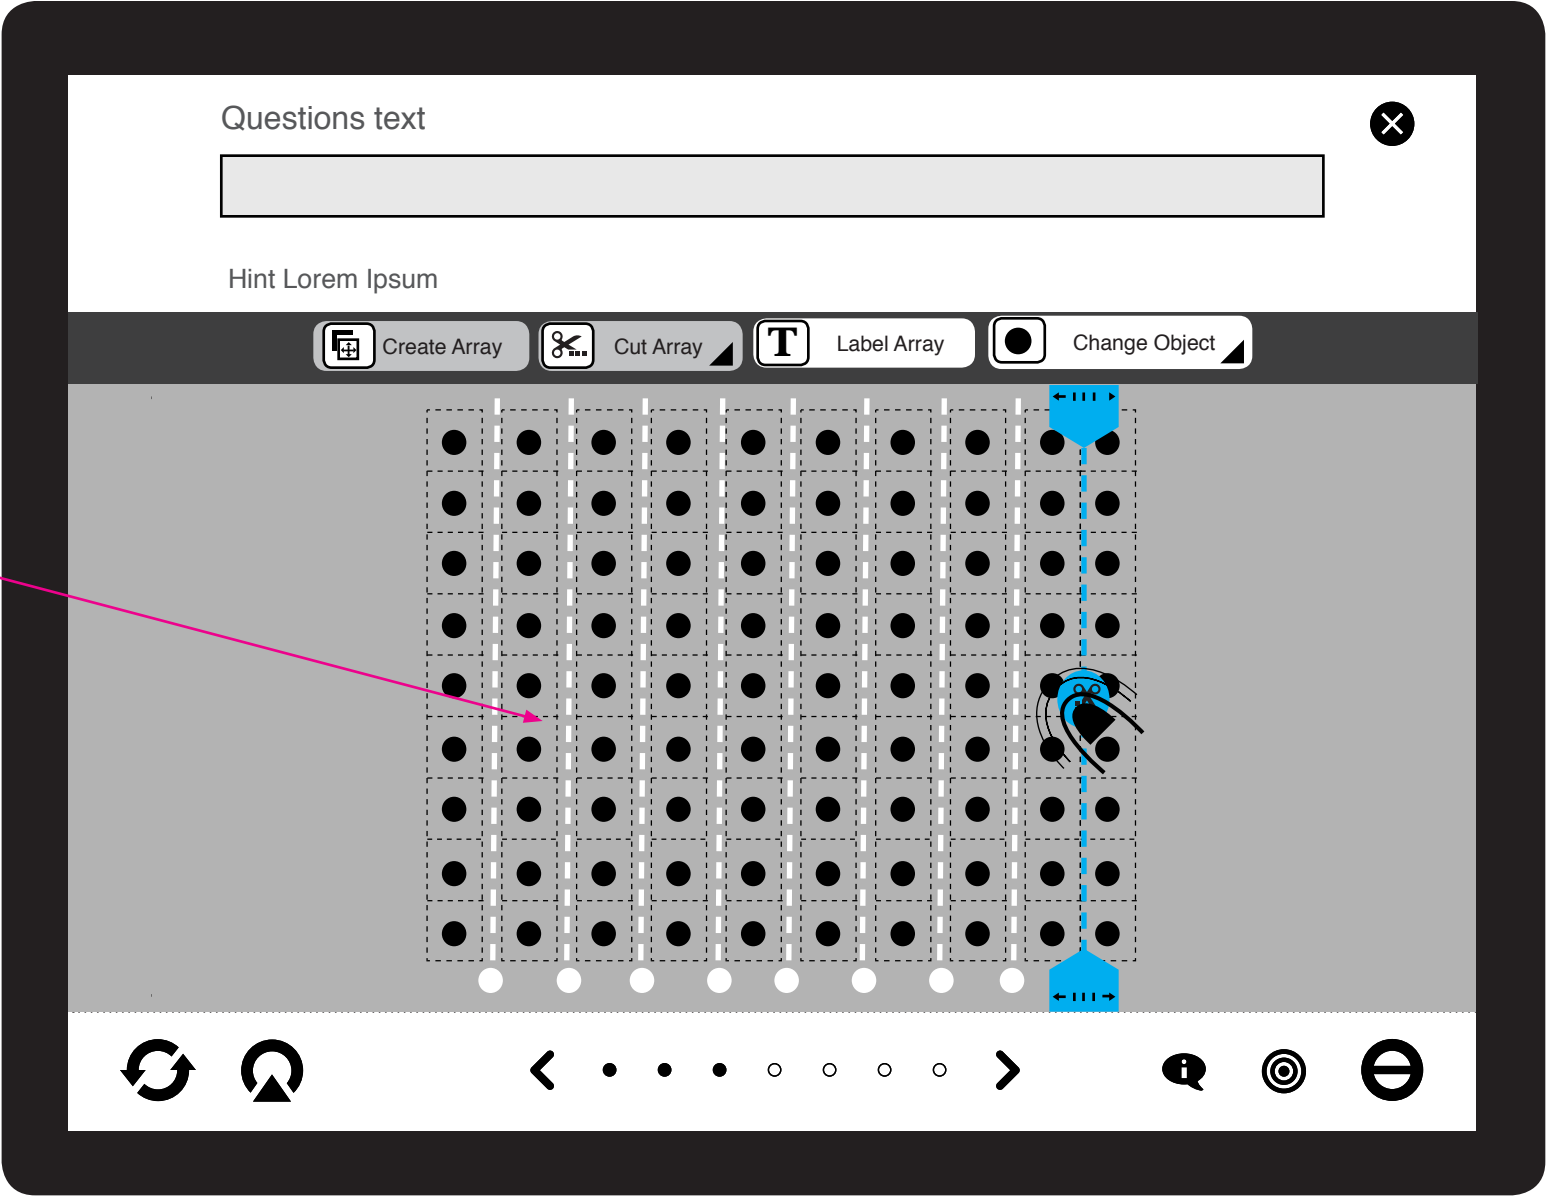 Questions text
Hint Lorem Ipsum
Create Array
Cut Array
T
Label Array
Change Object
i